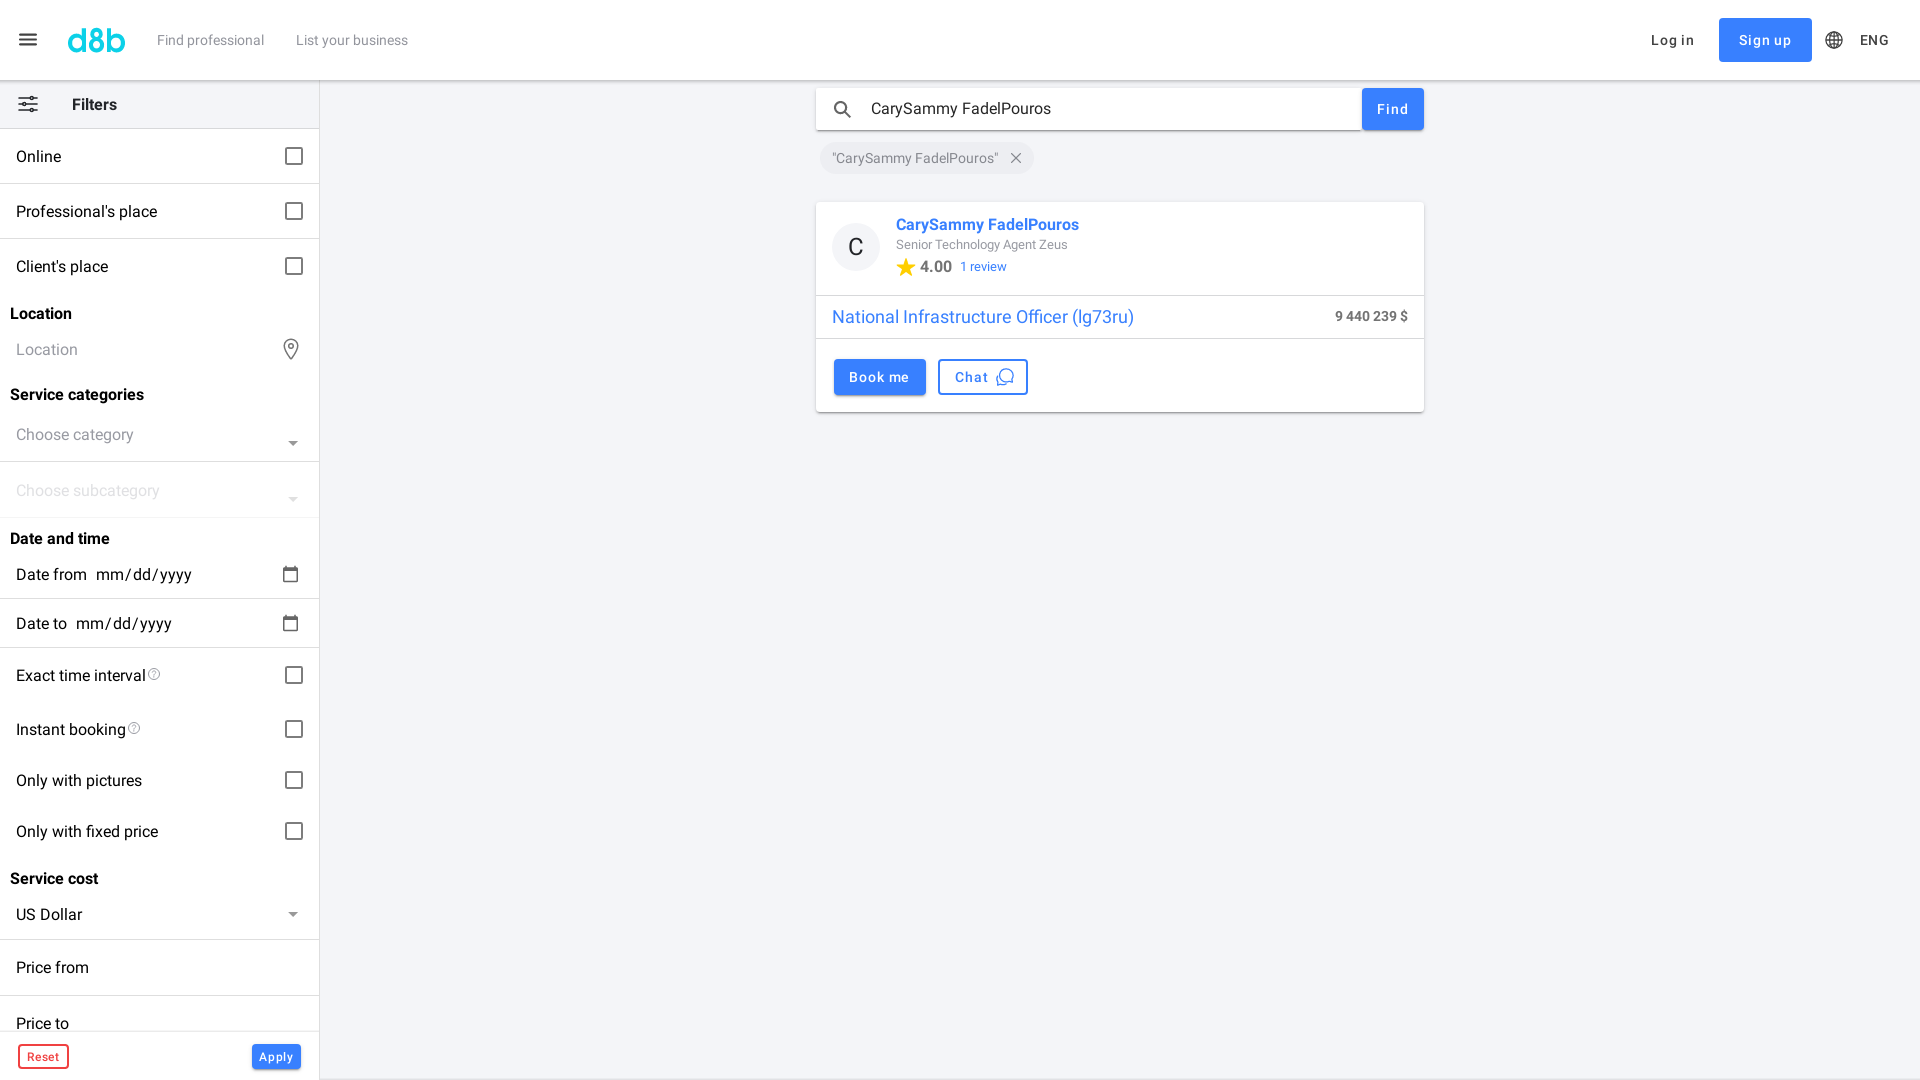 d8b
Find professional
List your business
Log in
Sign up
ENG
Filters
Online
Professional's place
Client's place
Location
Location
Service categories
Choose category
Choose subcategory
Date and time
Date from mm/dd/yyyy
Date to mm/dd/yyyy
Exact time interval
Instant booking
Only with pictures
Only with fixed price
Service cost
US Dollar
Price from
Price to
Reset
Apply
CarySammy FadelPouros
Find
"CarySammy FadelPouros"
C
CarySammy FadelPouros
Senior Technology Agent Zeus
4.00 1 review
National Infrastructure Officer (lg73ru)
9 440 239 $
Book me
Chat